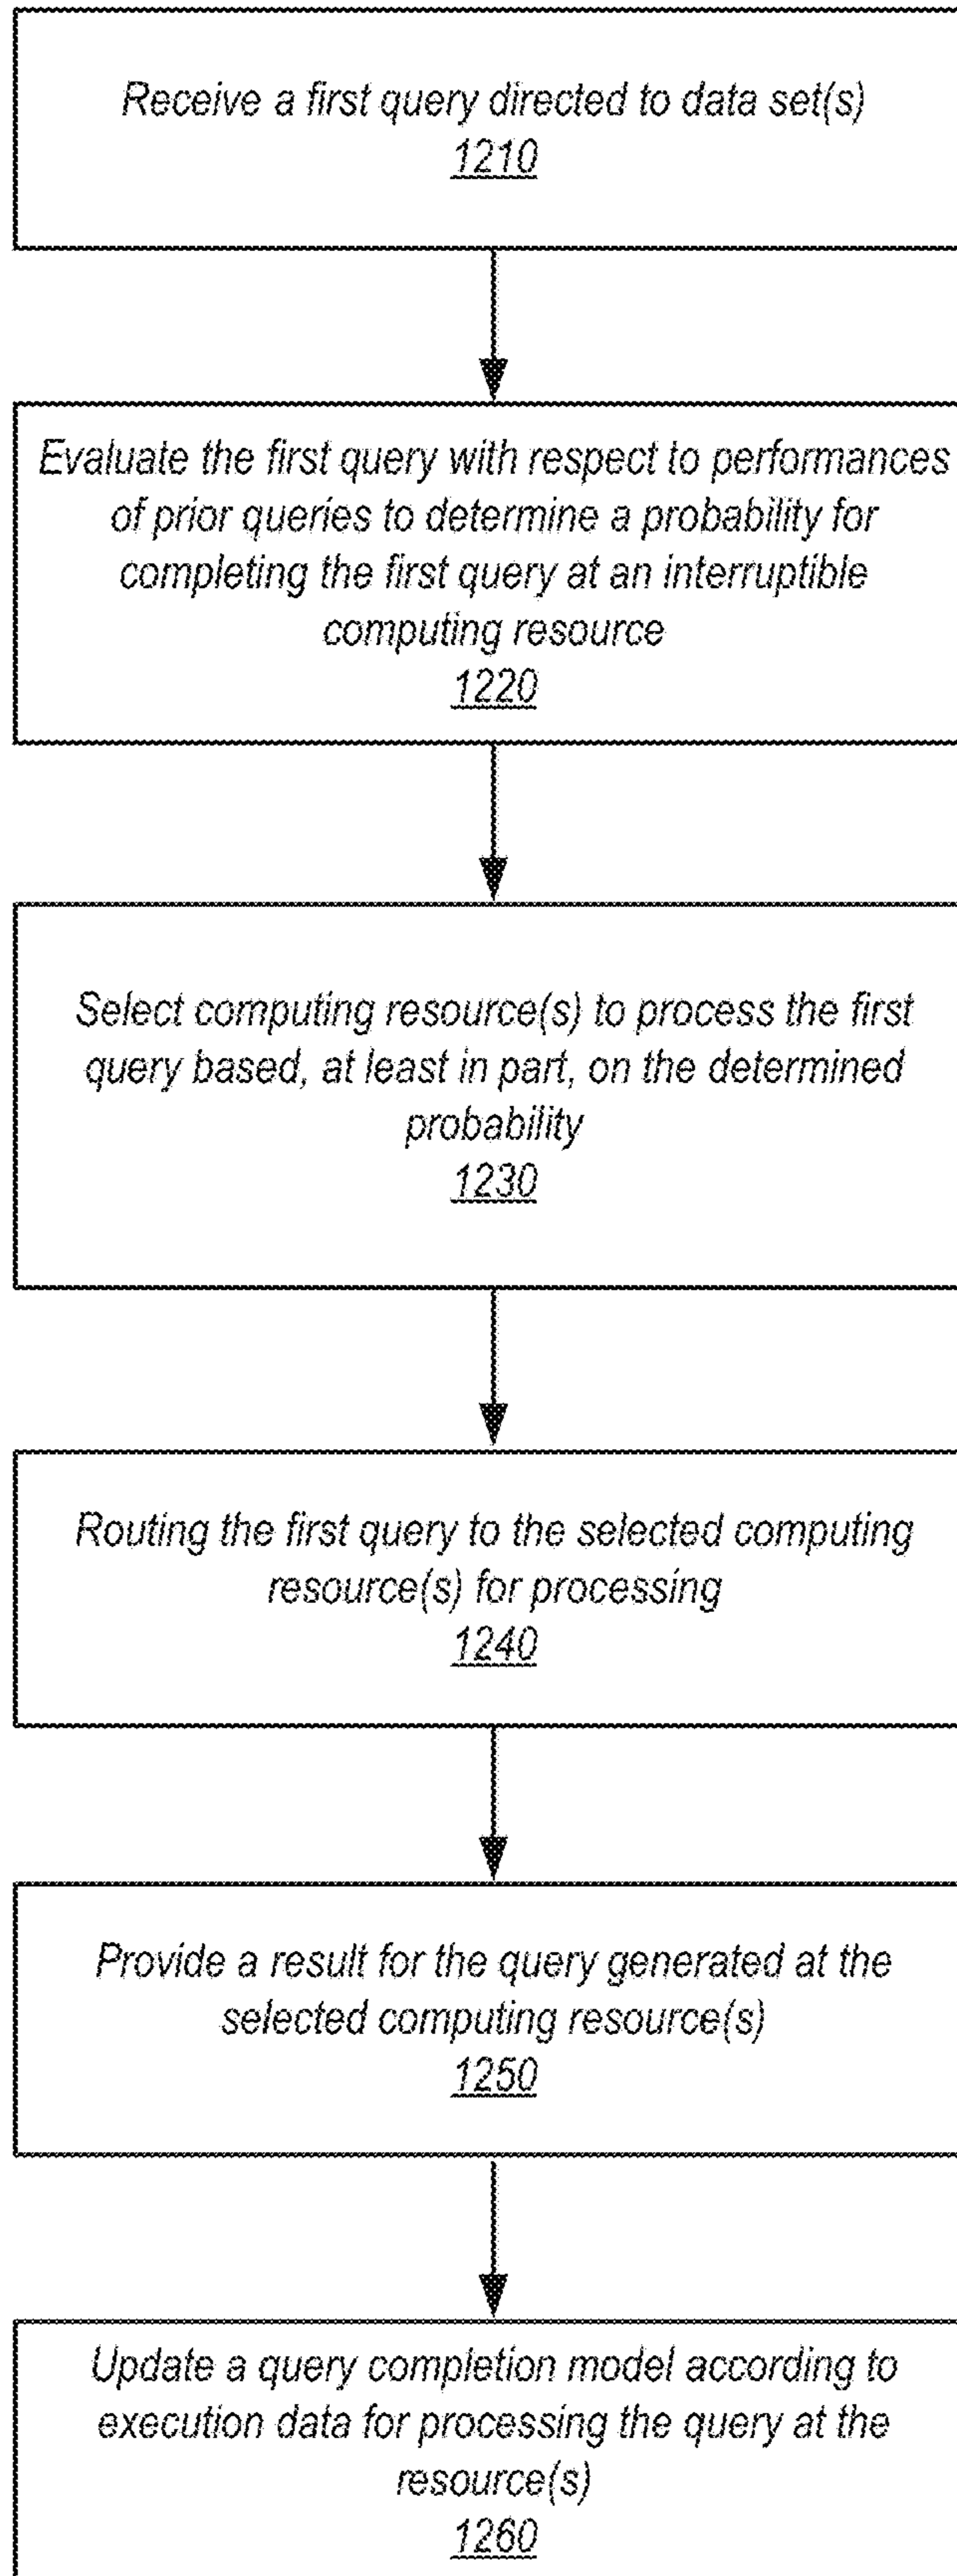 Receive a first query directed to data set(s)
1210
Evaluate the first query with respect to performances
of prior queries to determine a probability for
completing the first query at an interruptible
computing resource
1220
Select computing resource(s) to process the first
query based, at least in part, on the determined
probability
1230
Routing the first query to the selected computing
resource(s) for processing
1240
Provide a result for the query generated at the
selected computing resource(s)
1250
Update a query completion model according to
execution data for processing the query at the
resource(s)
1260